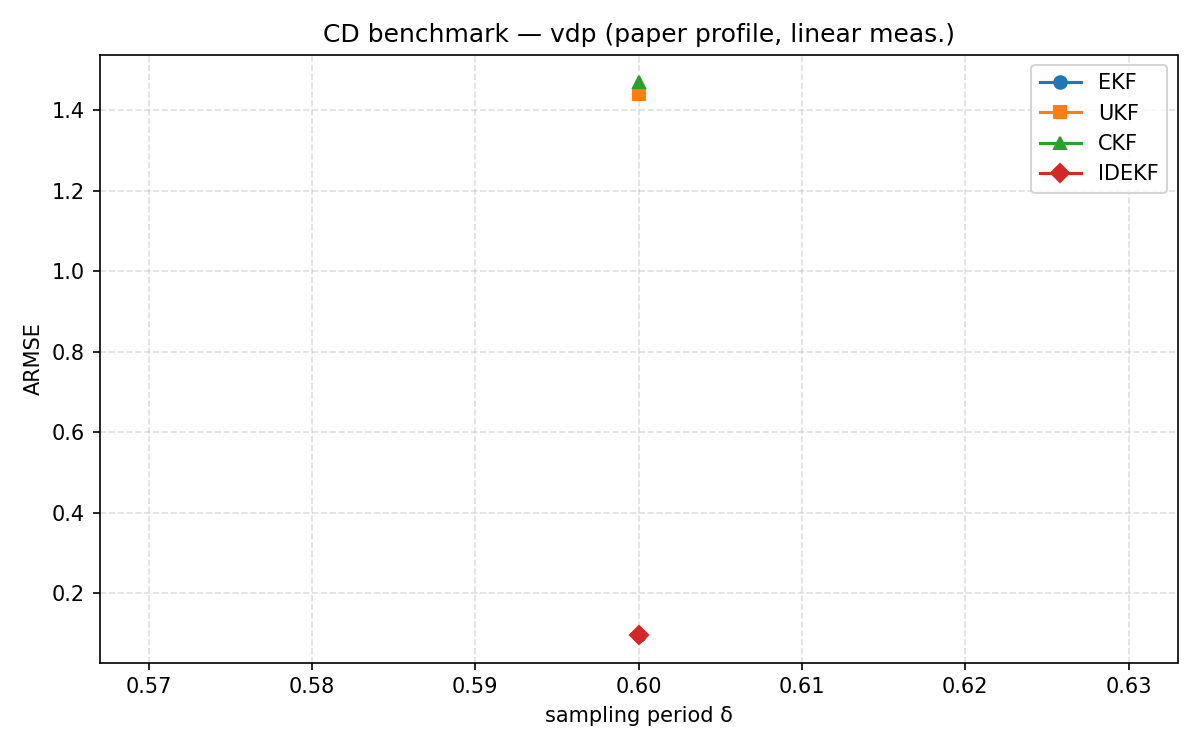 CD benchmark — vdp (paper profile, linear meas.)
EKF
UKF
CKF
IDEKF
ARMSE
1.4
1.2
1.0
0.8
0.6
0.4
0.2
0.57 0.58 0.59 0.60 0.61 0.62 0.63
sampling period δ